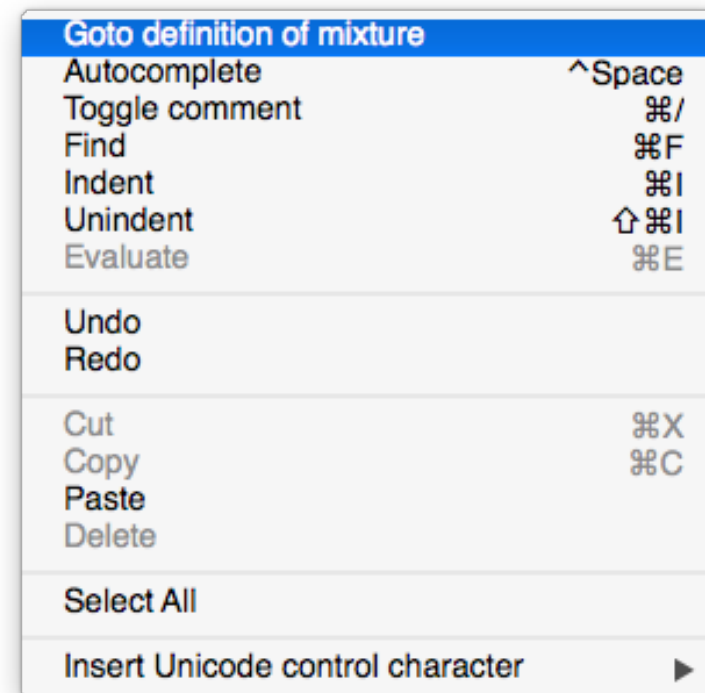 Goto definition of mixture
Autocomplete ^Space
Toggle comment ⌘/
Find ⌘F
Indent ⌘I
Unindent ⇧⌘I
Evaluate ⌘E
Undo
Redo
Cut ⌘X
Copy ⌘C
Paste
Delete
Select All
Insert Unicode control character ▶